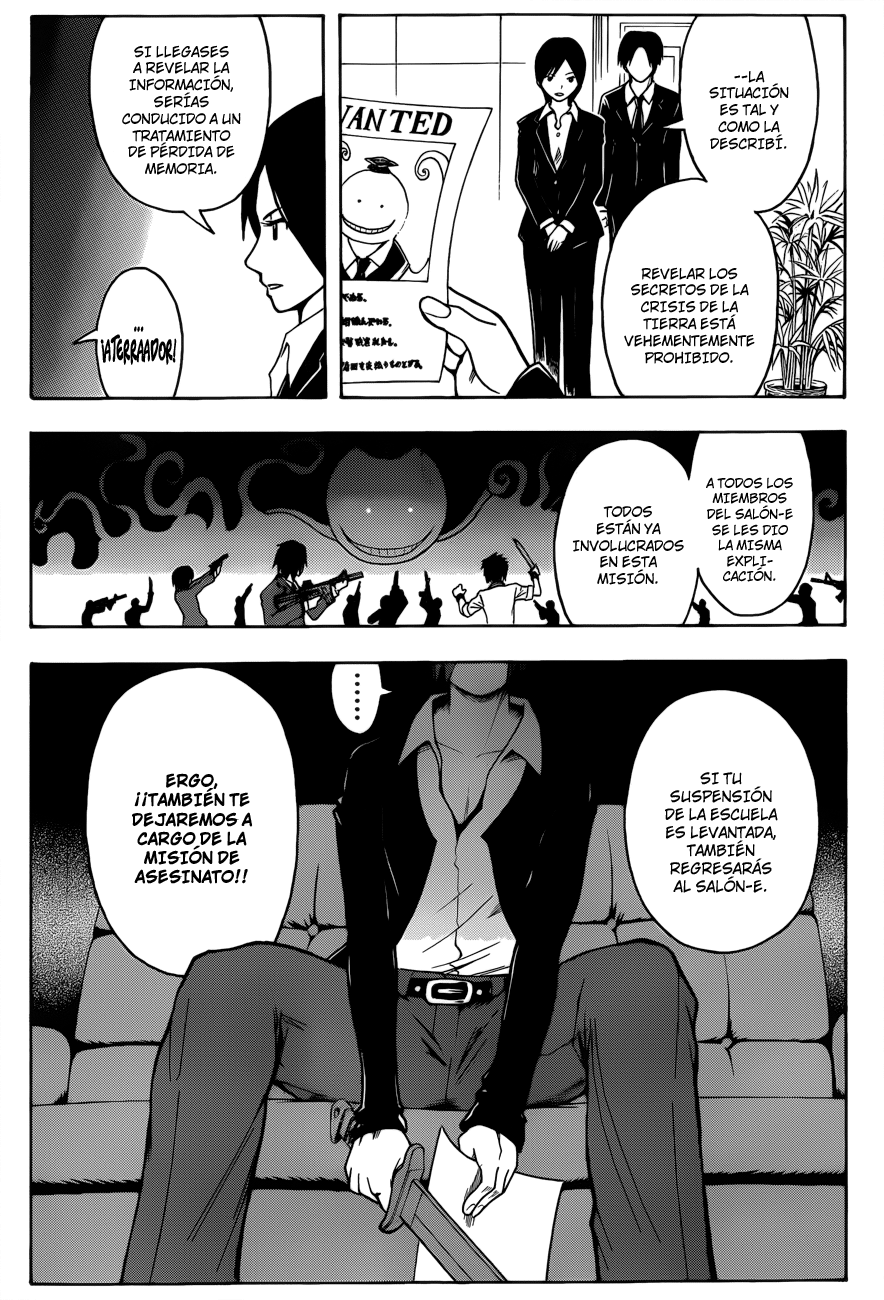 --LA
SITUACIÓN
ES TAL Y
COMO LA
DESCRIBÍ.
REVELAR LOS
SECRETOS DE LA
CRISIS DE LA
TIERRA ESTÁ
VEHEMENTEMENTE
PROHIBIDO.
WANTED
SI LLEGASES
A REVELAR LA
INFORMACIÓN,
SERÍAS
CONDUCIDO A UN
TRATAMIENTO
DE PÉRDIDA DE
MEMORIA.
...
¡ATERRAADOR!
A TODOS LOS
MIEMBROS
DEL SALÓN-E
SE LES DIO
LA MISMA
EXPLI-
CACIÓN.
TODOS
ESTÁN YA
INVOLUCRADOS
EN ESTA
MISIÓN.
SI TU
SUSPENSIÓN
DE LA ESCUELA
ES LEVANTADA,
TAMBIÉN
REGRESARÁS
AL SALÓN-E.
......
ERGO,
¡¡TAMBIÉN TE
DEJAREMOS A
CARGO DE LA
MISIÓN DE
ASESINATO!!